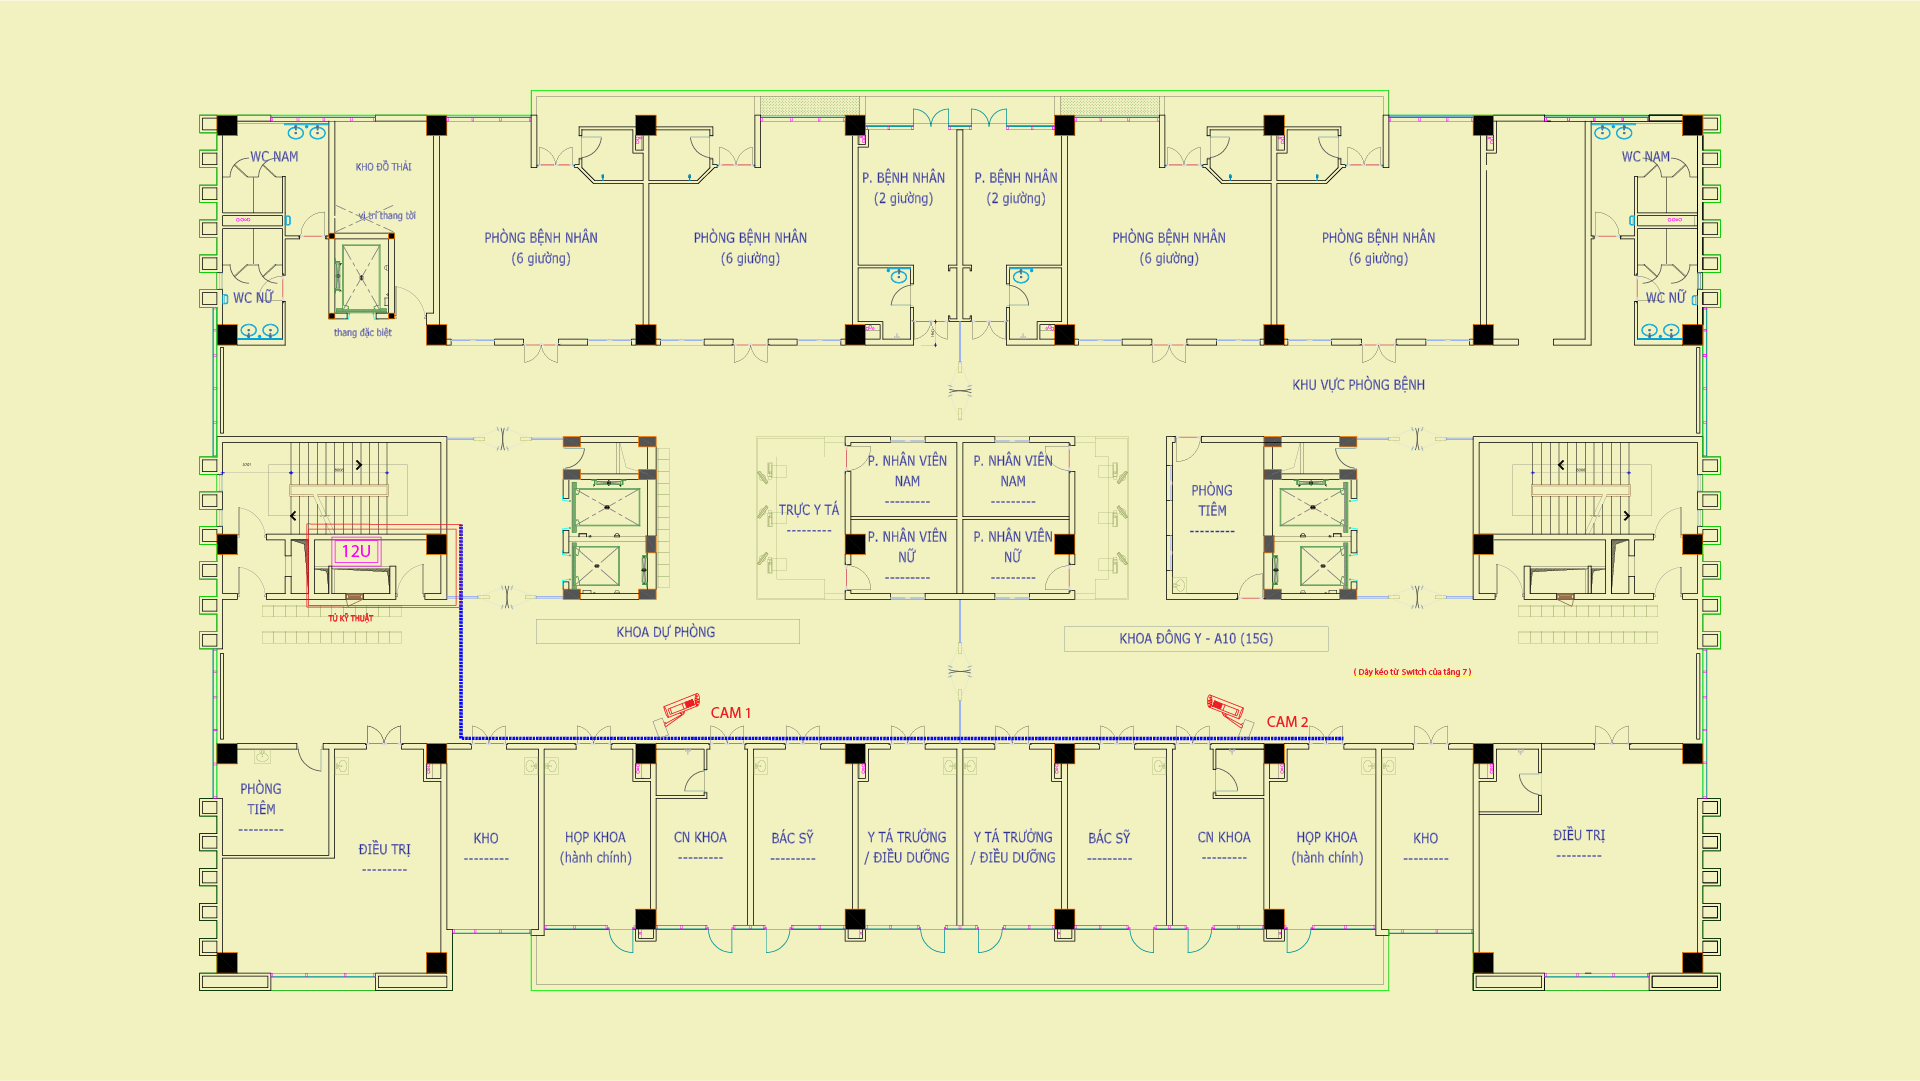 WC NAM
KHO ĐỒ THẢI
vị trí thang tời
WC NỮ
thang đặc biệt
PHÒNG BỆNH NHÂN
(6 giường)
PHÒNG BỆNH NHÂN
(6 giường)
P. BỆNH NHÂN
(2 giường)
P. BỆNH NHÂN
(2 giường)
PHÒNG BỆNH NHÂN
(6 giường)
PHÒNG BỆNH NHÂN
(6 giường)
WC NAM
WC NỮ
KHU VỰC PHÒNG BỆNH
12U
TỦ KỸ THUẬT
TRỰC Y TÁ
P. NHÂN VIÊN
NAM
P. NHÂN VIÊN
NAM
P. NHÂN VIÊN
NỮ
P. NHÂN VIÊN
NỮ
PHÒNG
TIÊM
KHOA DỰ PHÒNG
KHOA ĐÔNG Y - A10 (15G)
( Dây kéo từ Switch của tầng 7 )
CAM 1
CAM 2
PHÒNG
TIÊM
ĐIỀU TRỊ
KHO
HỌP KHOA
(hành chính)
CN KHOA
BÁC SỸ
Y TÁ TRƯỞNG
/ ĐIỀU DƯỠNG
Y TÁ TRƯỞNG
/ ĐIỀU DƯỠNG
BÁC SỸ
CN KHOA
HỌP KHOA
(hành chính)
KHO
ĐIỀU TRỊ